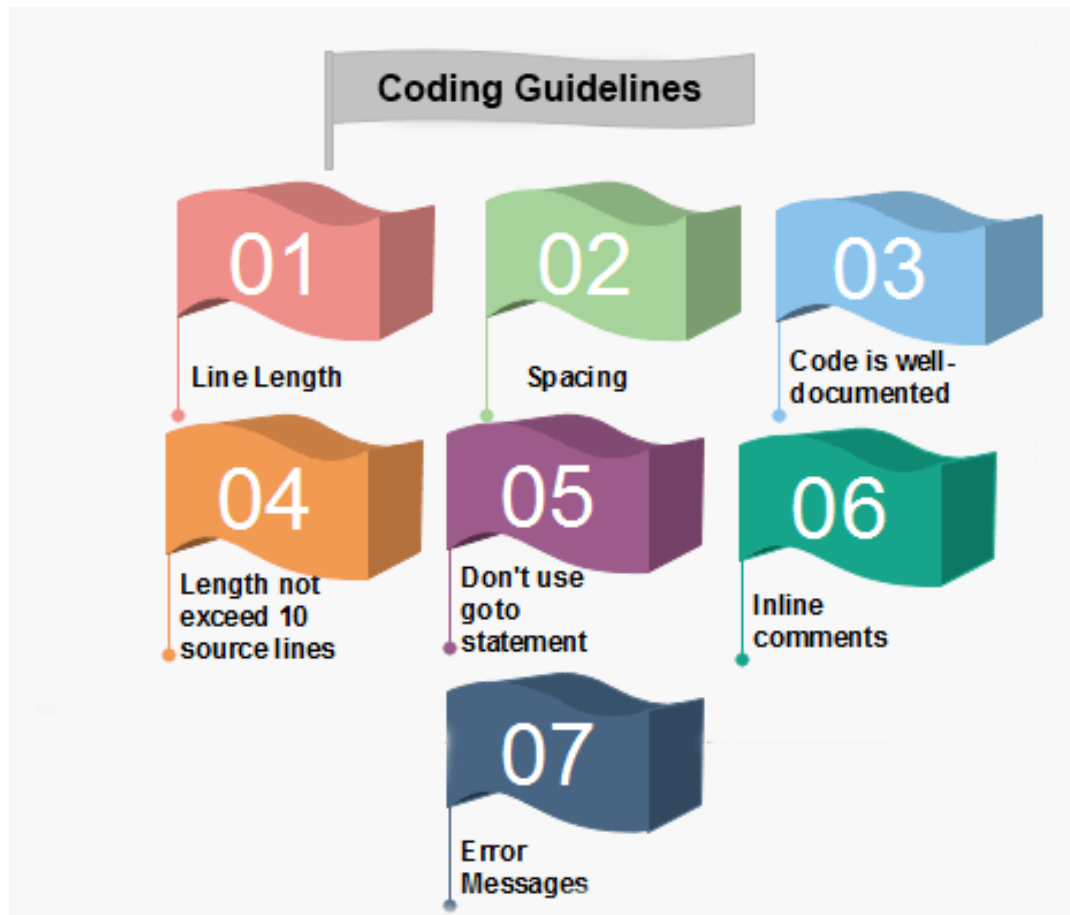 Coding Guidelines
01
02
03
Line Length
Spacing
Code is well-
documented
04
05
06
Length not
exceed 10
source lines
Don't use
goto
statement
Inline
comments
07
Error
Messages